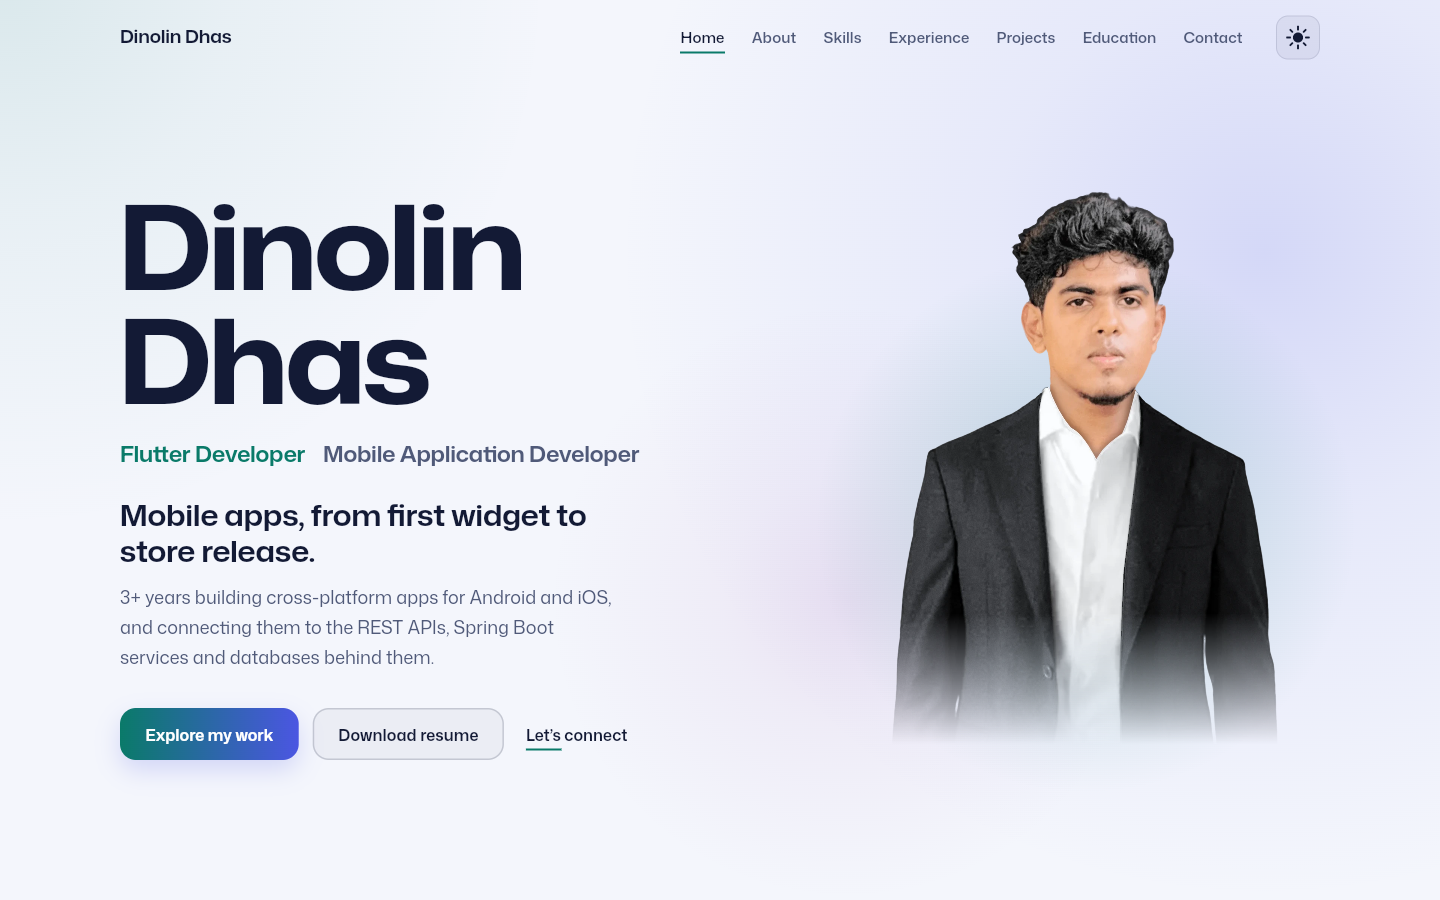 Dinolin Dhas
Home About Skills Experience Projects Education Contact
Dinolin
Dhas
Flutter Developer Mobile Application Developer
Mobile apps, from first widget to
store release.
3+ years building cross-platform apps for Android and iOS,
and connecting them to the REST APIs, Spring Boot
services and databases behind them.
Explore my work Download resume Let's connect